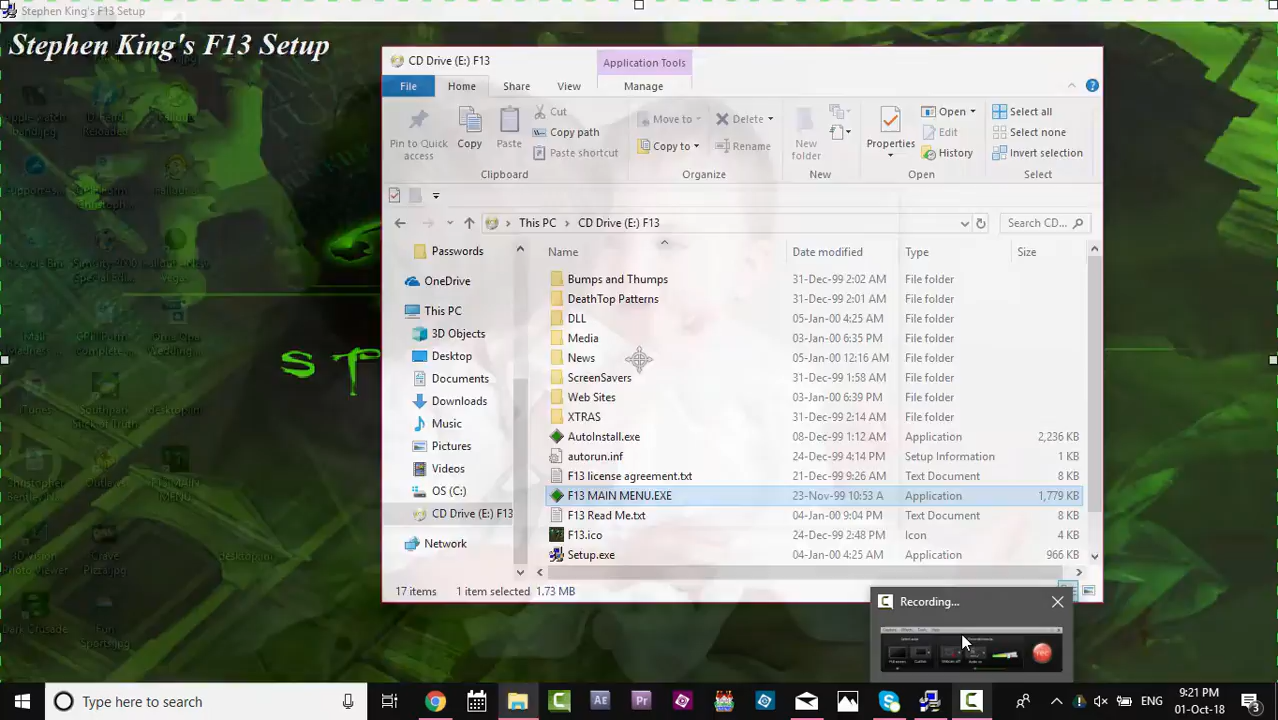 Stephen King's F13 Setup
Stephen King's F13 Setup
CD Drive (E:) F13
Application Tools
File
Home
Share
View
Manage
Pin to Quick access
Copy
Paste
Cut
Copy path
Paste shortcut
Clipboard
Move to
Copy to
Delete
Rename
Organize
New folder
New
Properties
Open
Edit
History
Open
Select all
Select none
Invert selection
Select
This PC
CD Drive (E:) F13
Search CD...
Passwords
OneDrive
This PC
3D Objects
Desktop
Documents
Downloads
Music
Pictures
Videos
OS (C:)
CD Drive (E:) F13
Network
Name Date modified Type Size
Bumps and Thumps 31-Dec-99 2:02 AM File folder
DeathTop Patterns 31-Dec-99 2:01 AM File folder
DLL 05-Jan-00 4:25 AM File folder
Media 03-Jan-00 6:35 PM File folder
News 05-Jan-00 12:16 AM File folder
ScreenSavers 31-Dec-99 1:58 AM File folder
Web Sites 03-Jan-00 6:39 PM File folder
XTRAS 31-Dec-99 2:14 AM File folder
AutoInstall.exe 08-Dec-99 1:12 AM Application 2,236 KB
autorun.inf 24-Dec-99 4:14 PM Setup Information 1 KB
F13 license agreement.txt 21-Dec-99 9:26 AM Text Document 8 KB
F13 MAIN MENU.EXE 23-Nov-99 10:53 A Application 1,779 KB
F13 Read Me.txt 04-Jan-00 9:04 PM Text Document 8 KB
F13.ico 24-Dec-99 2:48 PM Icon 4 KB
Setup.exe 04-Jan-00 4:25 AM Application 966 KB
17 items 1 item selected 1.73 MB
S T
Recording...
rec
Type here to search
Ae
Pr
ENG
9:21 PM
01-Oct-18
3